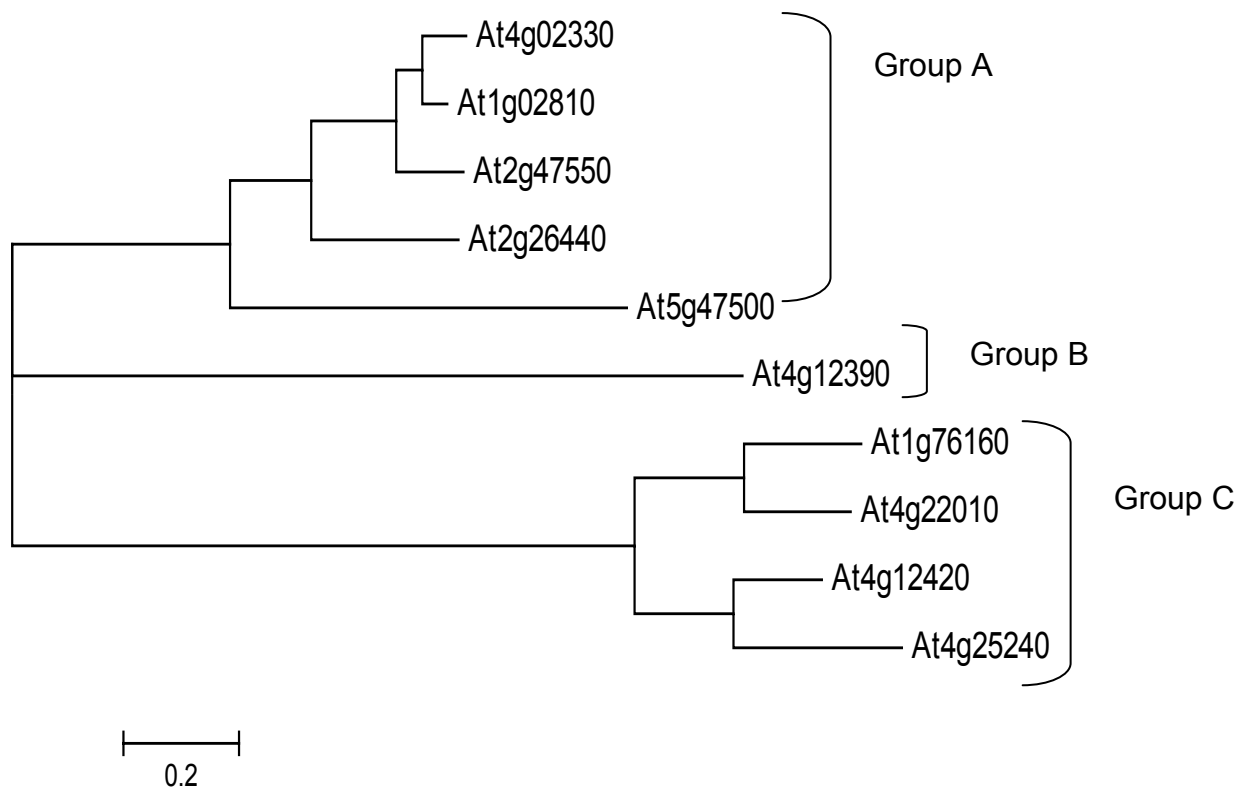 At4g02330
Group A
At1g02810
At2g47550
At2g26440
At5g47500
Group B
At4g12390
At1g76160
Group C
At4g22010
At4g12420
At4g25240
0.2